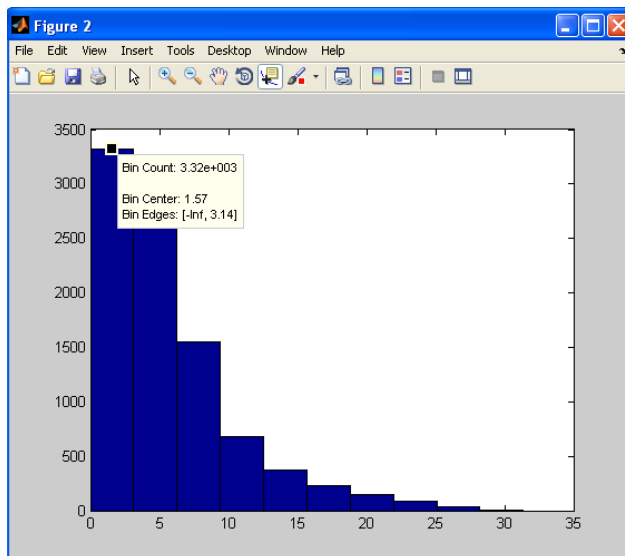 Figure 2
File Edit View Insert Tools Desktop Window Help
3500
3000
2500
2000
1500
1000
500
0
Bin Count: 3.32e+003
Bin Center: 1.57
Bin Edges: [-Inf, 3.14]
0 5 10 15 20 25 30 35